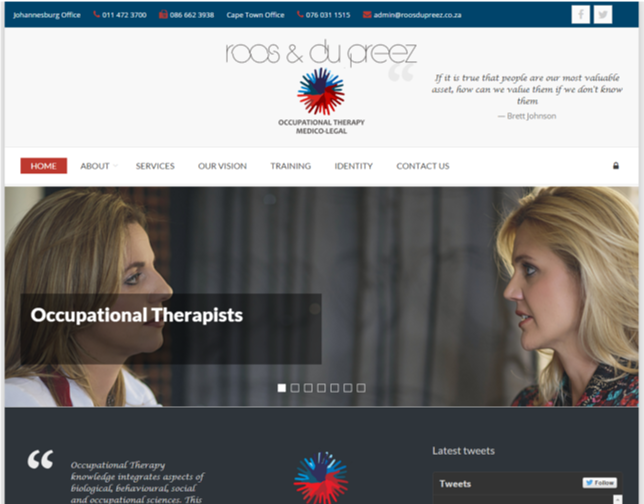 Johannesburg Office 011 472 3700 086 662 3938 Cape Town Office 076 031 1515 admin@roosdupreez.co.za
roos & du preez
OCCUPATIONAL THERAPY
MEDICO-LEGAL
If it is true that people are our most valuable
asset, how can we value them if we don't know
them
— Brett Johnson
HOME ABOUT SERVICES OUR VISION TRAINING IDENTITY CONTACT US
Occupational Therapists
Occupational Therapy
knowledge integrates aspects of
biological, behavioural, social
and occupational sciences. This
Latest tweets
Tweets Follow